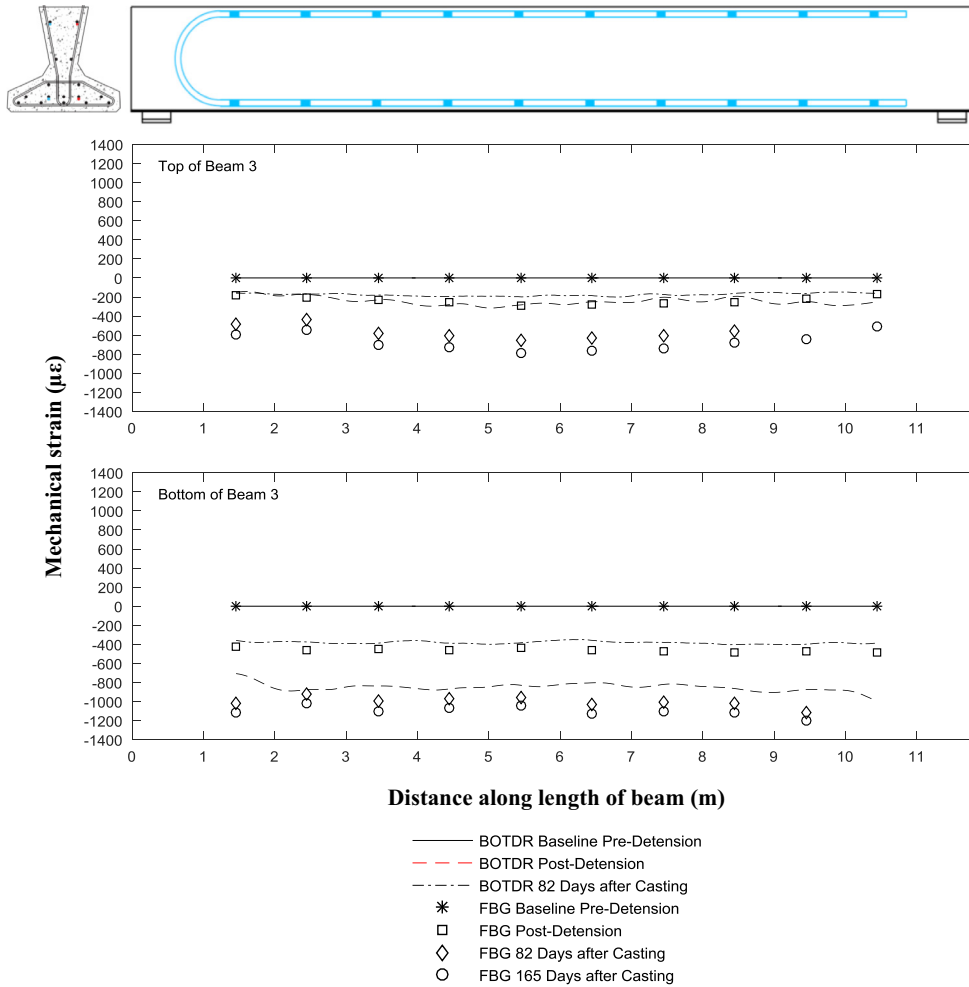 1400
1200
1000
800
600
400
200
0
-200
-400
-600
-800
-1000
-1200
-1400
Top of Beam 3
0 1 2 3 4 5 6 7 8 9 10 11
Mechanical strain (με)
1400
1200
1000
800
600
400
200
0
-200
-400
-600
-800
-1000
-1200
-1400
Bottom of Beam 3
0 1 2 3 4 5 6 7 8 9 10 11
Distance along length of beam (m)
BOTDR Baseline Pre-Detension
BOTDR Post-Detension
BOTDR 82 Days after Casting
FBG Baseline Pre-Detension
FBG Post-Detension
FBG 82 Days after Casting
FBG 165 Days after Casting